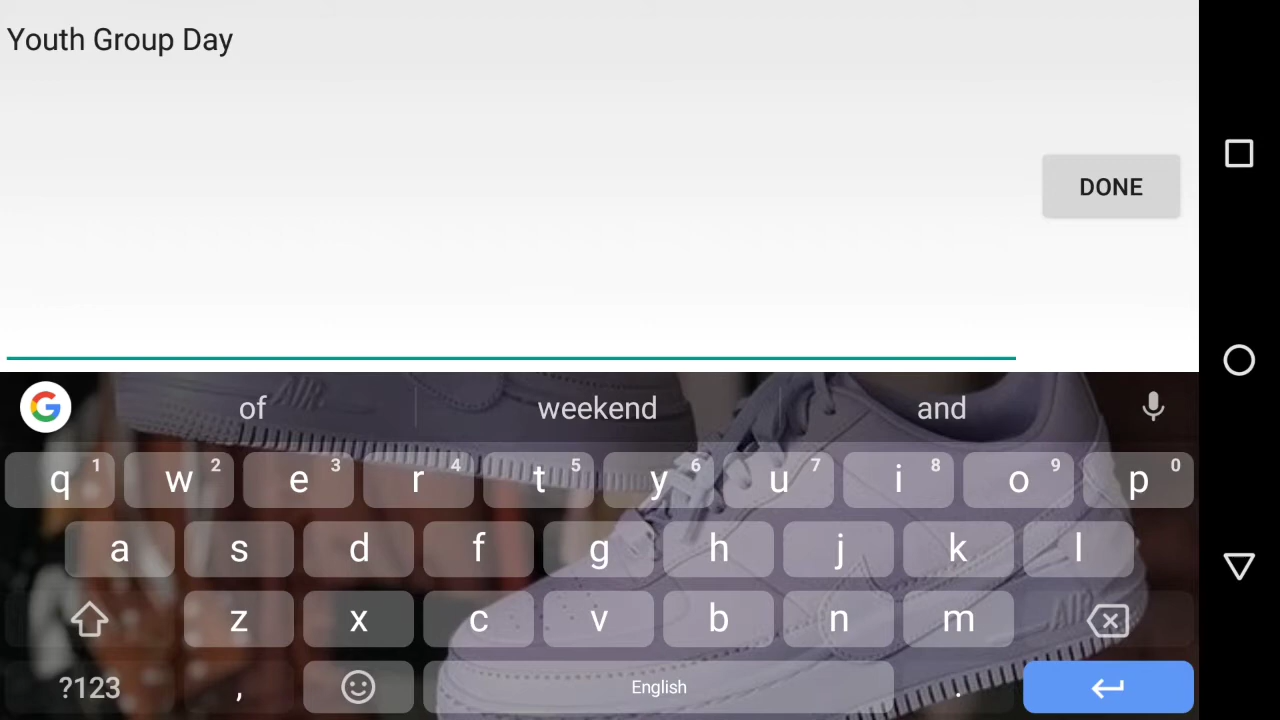 Youth Group Day
DONE
of weekend and
q 1 w 2 e 3 r 4 t 5 y 6 u 7 i 8 o 9 p 0
a s d f g h j k l
z x c v b n m
?123 , English .